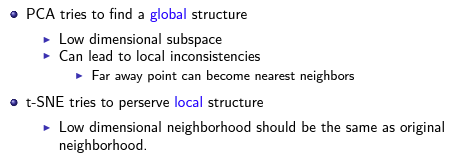 PCA tries to find a global structure
Low dimensional subspace
Can lead to local inconsistencies
Far away point can become nearest neighbors
t-SNE tries to perserve local structure
Low dimensional neighborhood should be the same as original
neighborhood.